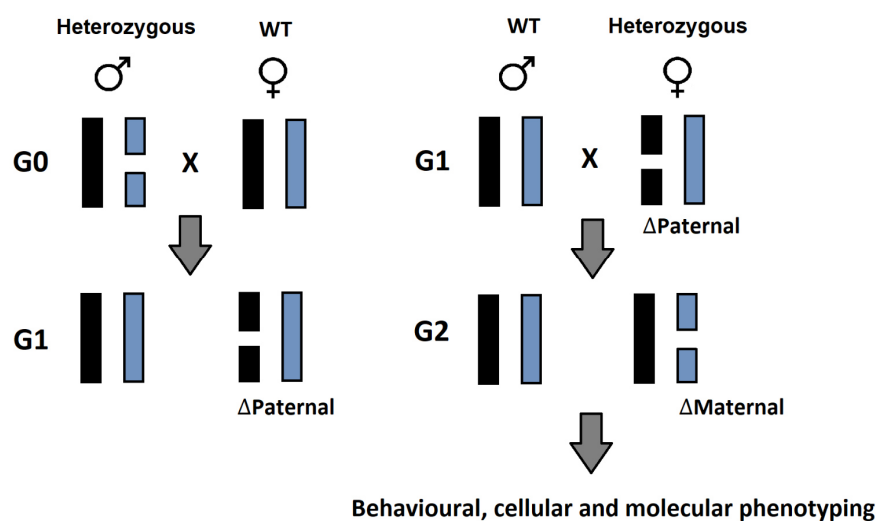 Heterozygous WT
♂ ♀
G0 X
G1
ΔPaternal
WT Heterozygous
♂ ♀
G1 X
ΔPaternal
G2
ΔMaternal
Behavioural, cellular and molecular phenotyping